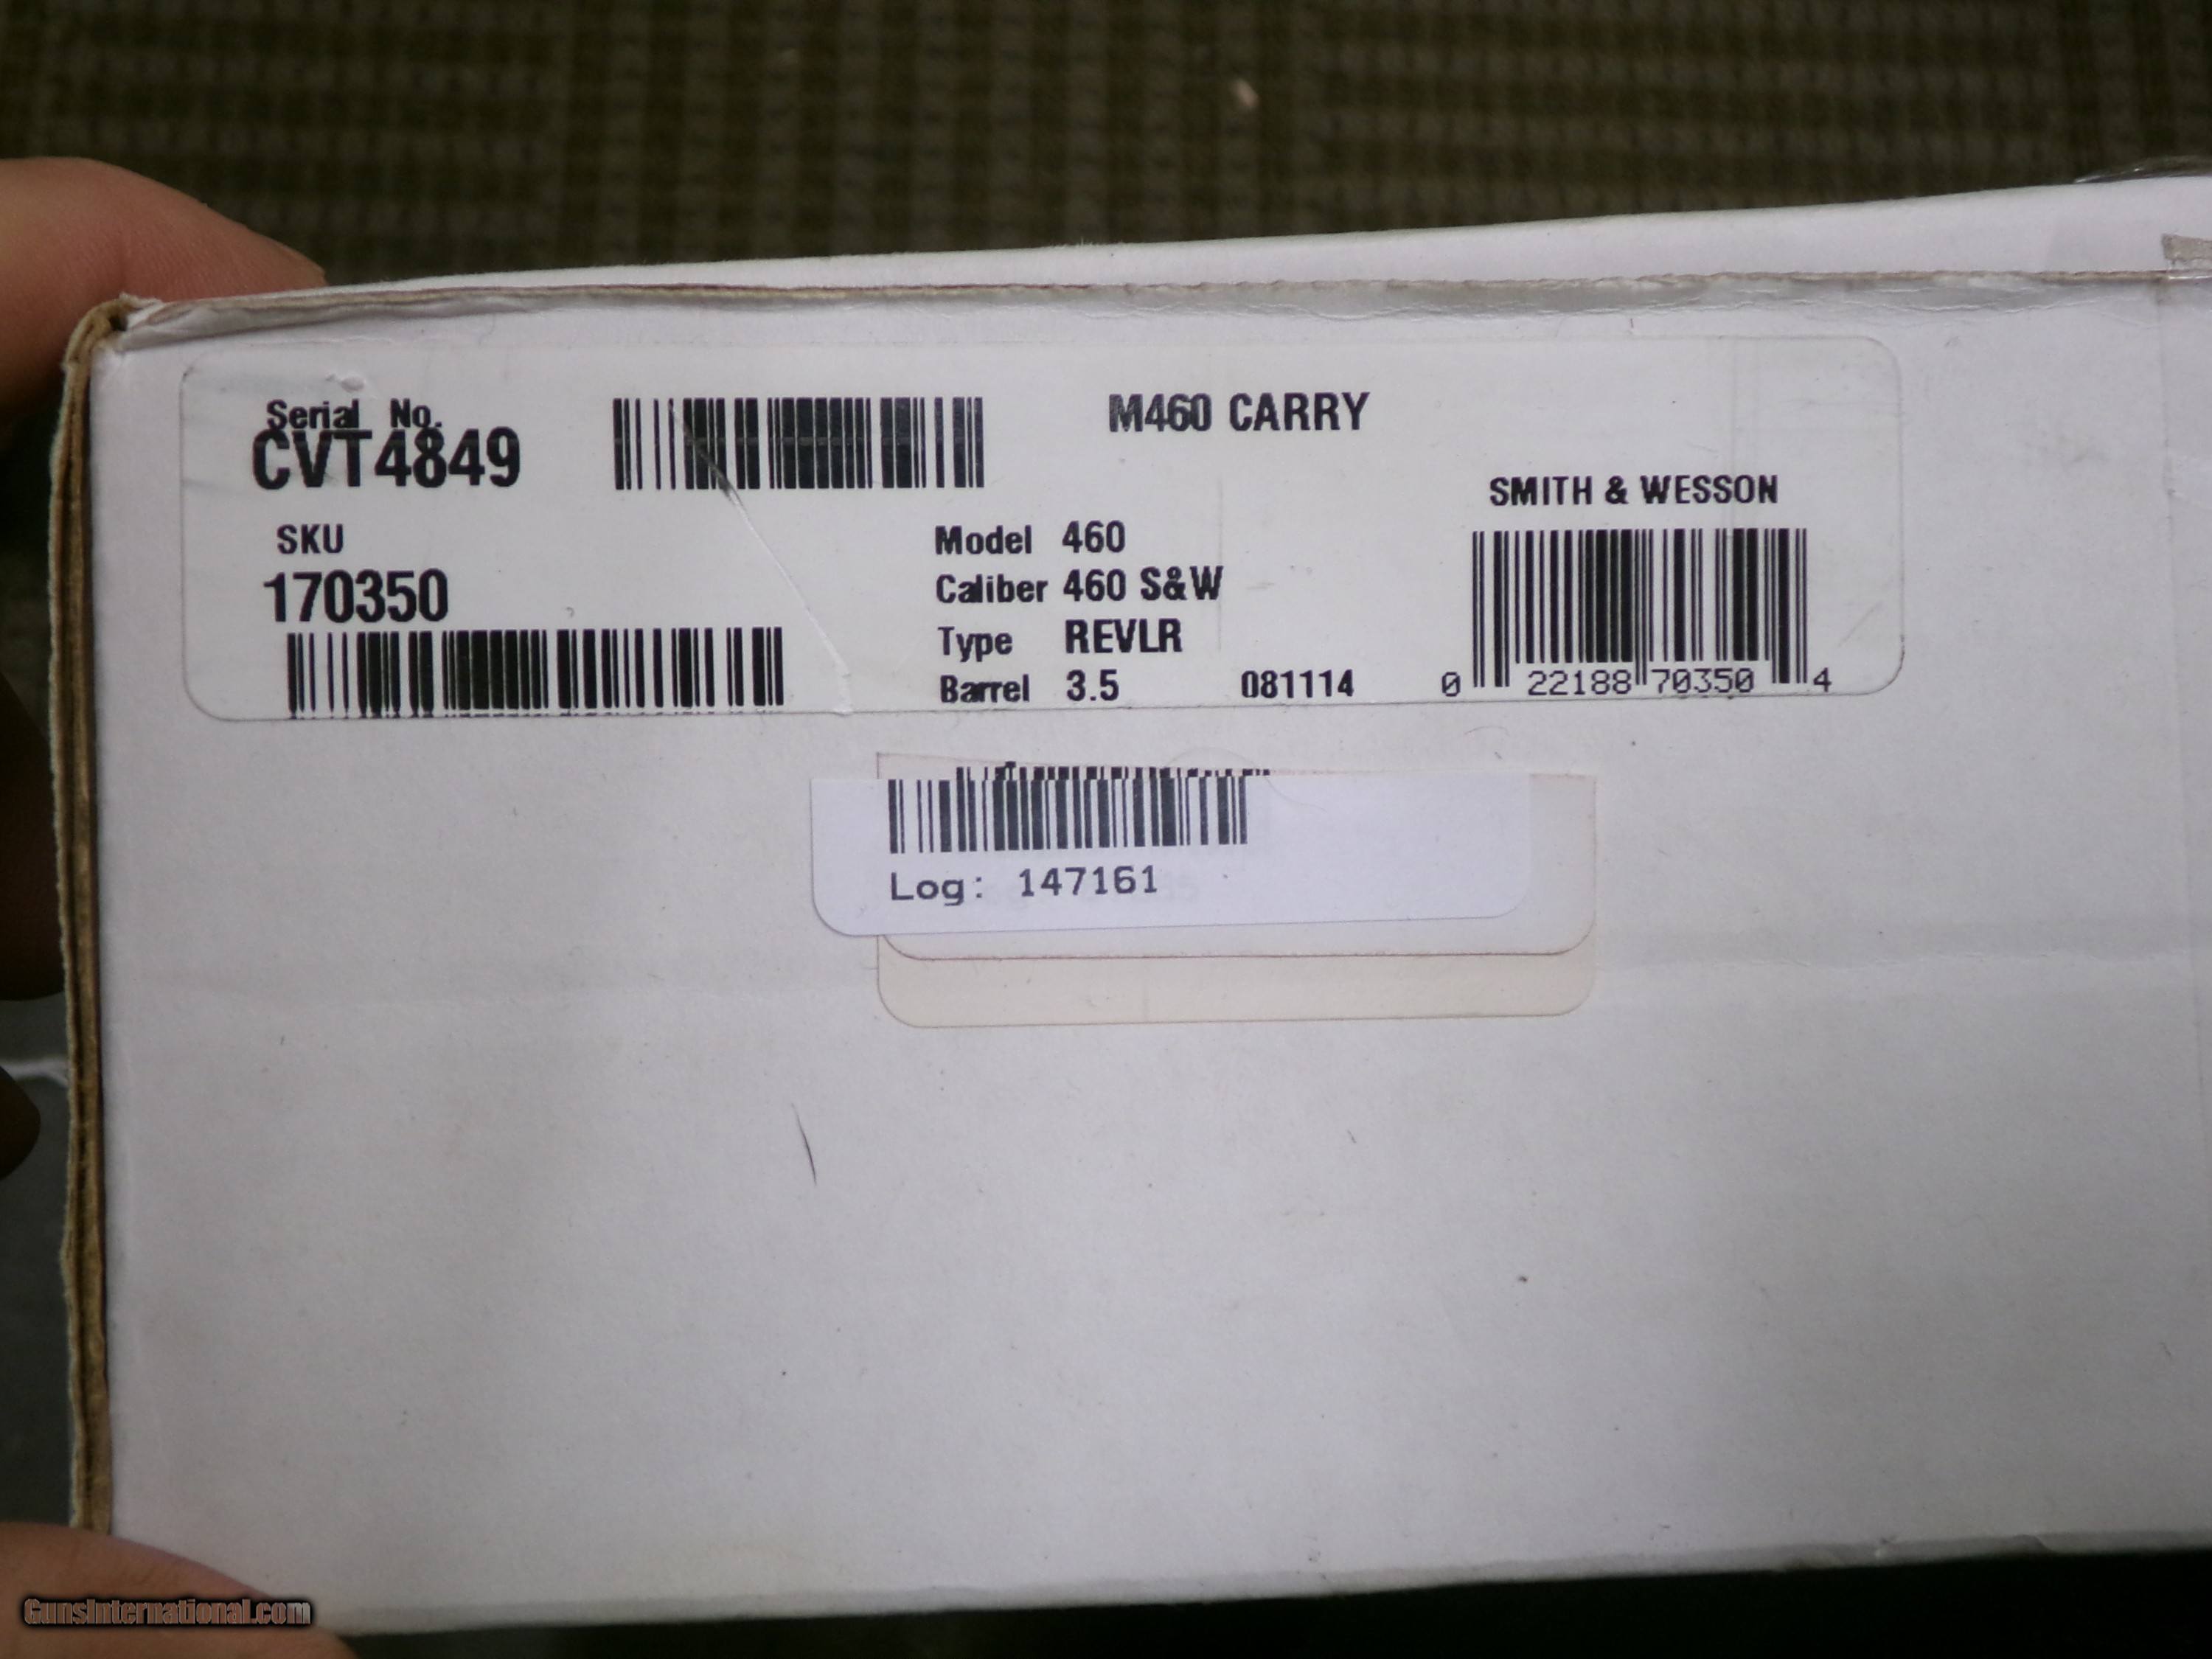 Serial No.
CVT4849
M460 CARRY
SMITH & WESSON
SKU
170350
Model 460
Caliber 460 S&W
Type REVLR
Barrel 3.5 081114
0 22188 70350 4
Log: 147161
GunsInternational.com